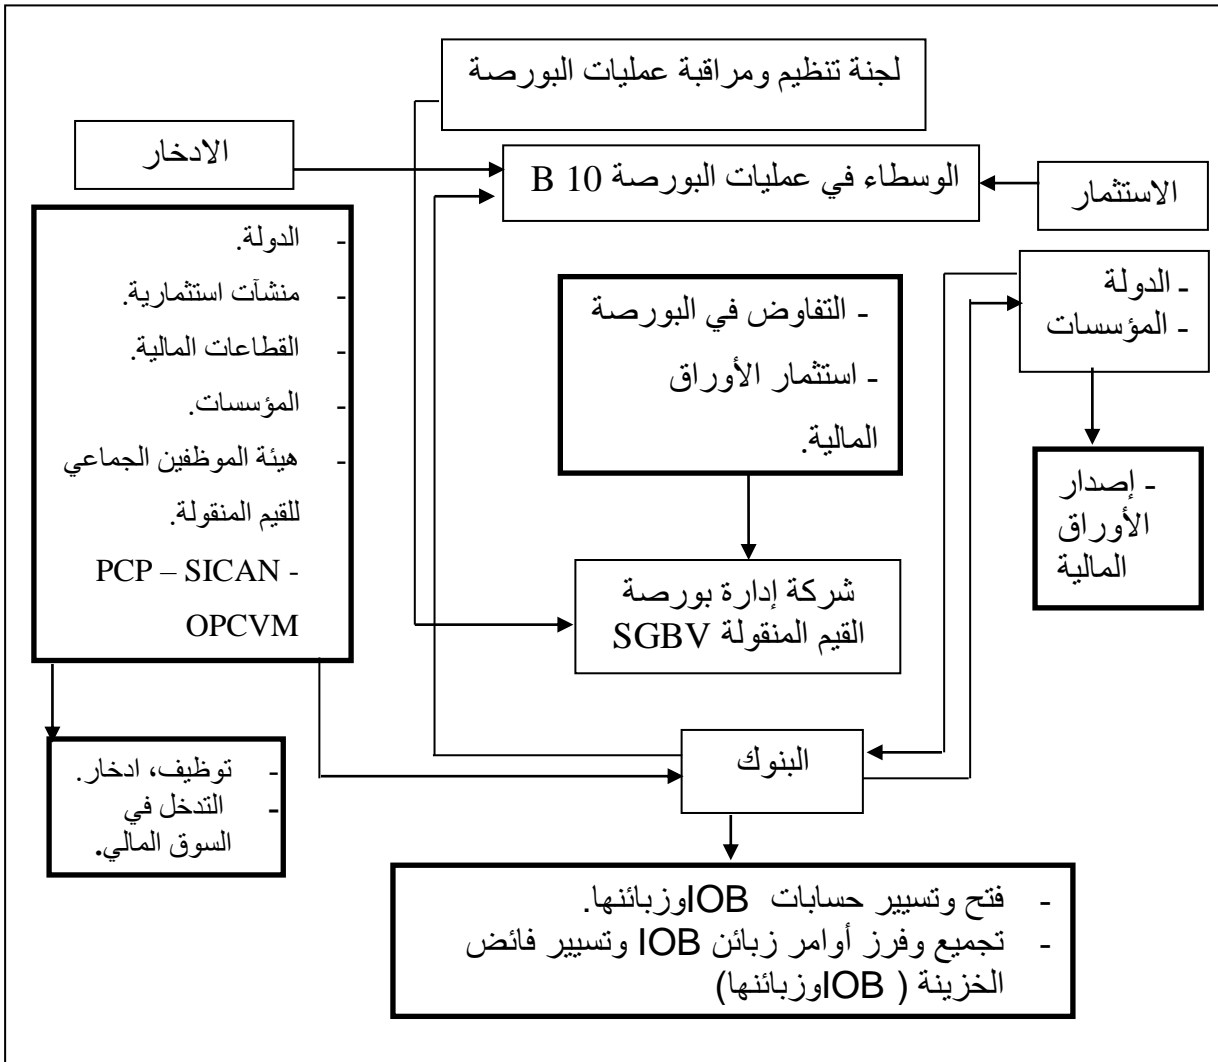 لجنة تنظيم ومراقبة عمليات البورصة
الادخار
الوسطاء في عمليات البورصة B 10
الاستثمار
- الدولة.
- منشآت استثمارية.
- القطاعات المالية.
- المؤسسات.
- هيئة الموظفين الجماعي
للقيم المنقولة.
PCP – SICAN -
OPCVM
- التفاوض في البورصة
- استثمار الأوراق
المالية.
- الدولة
- المؤسسات
- إصدار
الأوراق
المالية
شركة إدارة بورصة
القيم المنقولة SGBV
- توظيف، ادخار.
- التدخل في
السوق المالي.
البنوك
- فتح وتسيير حسابات IOBوزبائنها.
- تجميع وفرز أوامر زبائن IOB وتسيير فائض
الخزينة ( IOBوزبائنها)